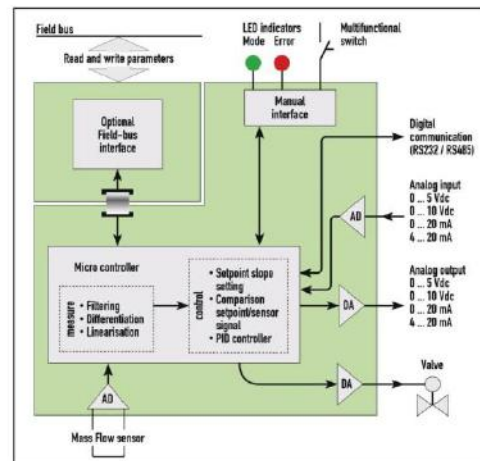 Field bus
Read and write parameters
LED indicators
Mode Error
Multifunctional
switch
Manual
interface
Optional
Field-bus
interface
Digital
communication
(RS232 / RS485)
Analog input
0 ... 5 Vdc
0 ... 10 Vdc
0 ... 20 mA
4 ... 20 mA
AD
Micro controller
measure
• Filtering
• Differentiation
• Linearisation
control
• Setpoint slope
setting
• Comparison
setpoint/sensor
signal
• PID controller
DA
Analog output
0 ... 5 Vdc
0 ... 10 Vdc
0 ... 20 mA
4 ... 20 mA
DA
Valve
AD
Mass Flow sensor